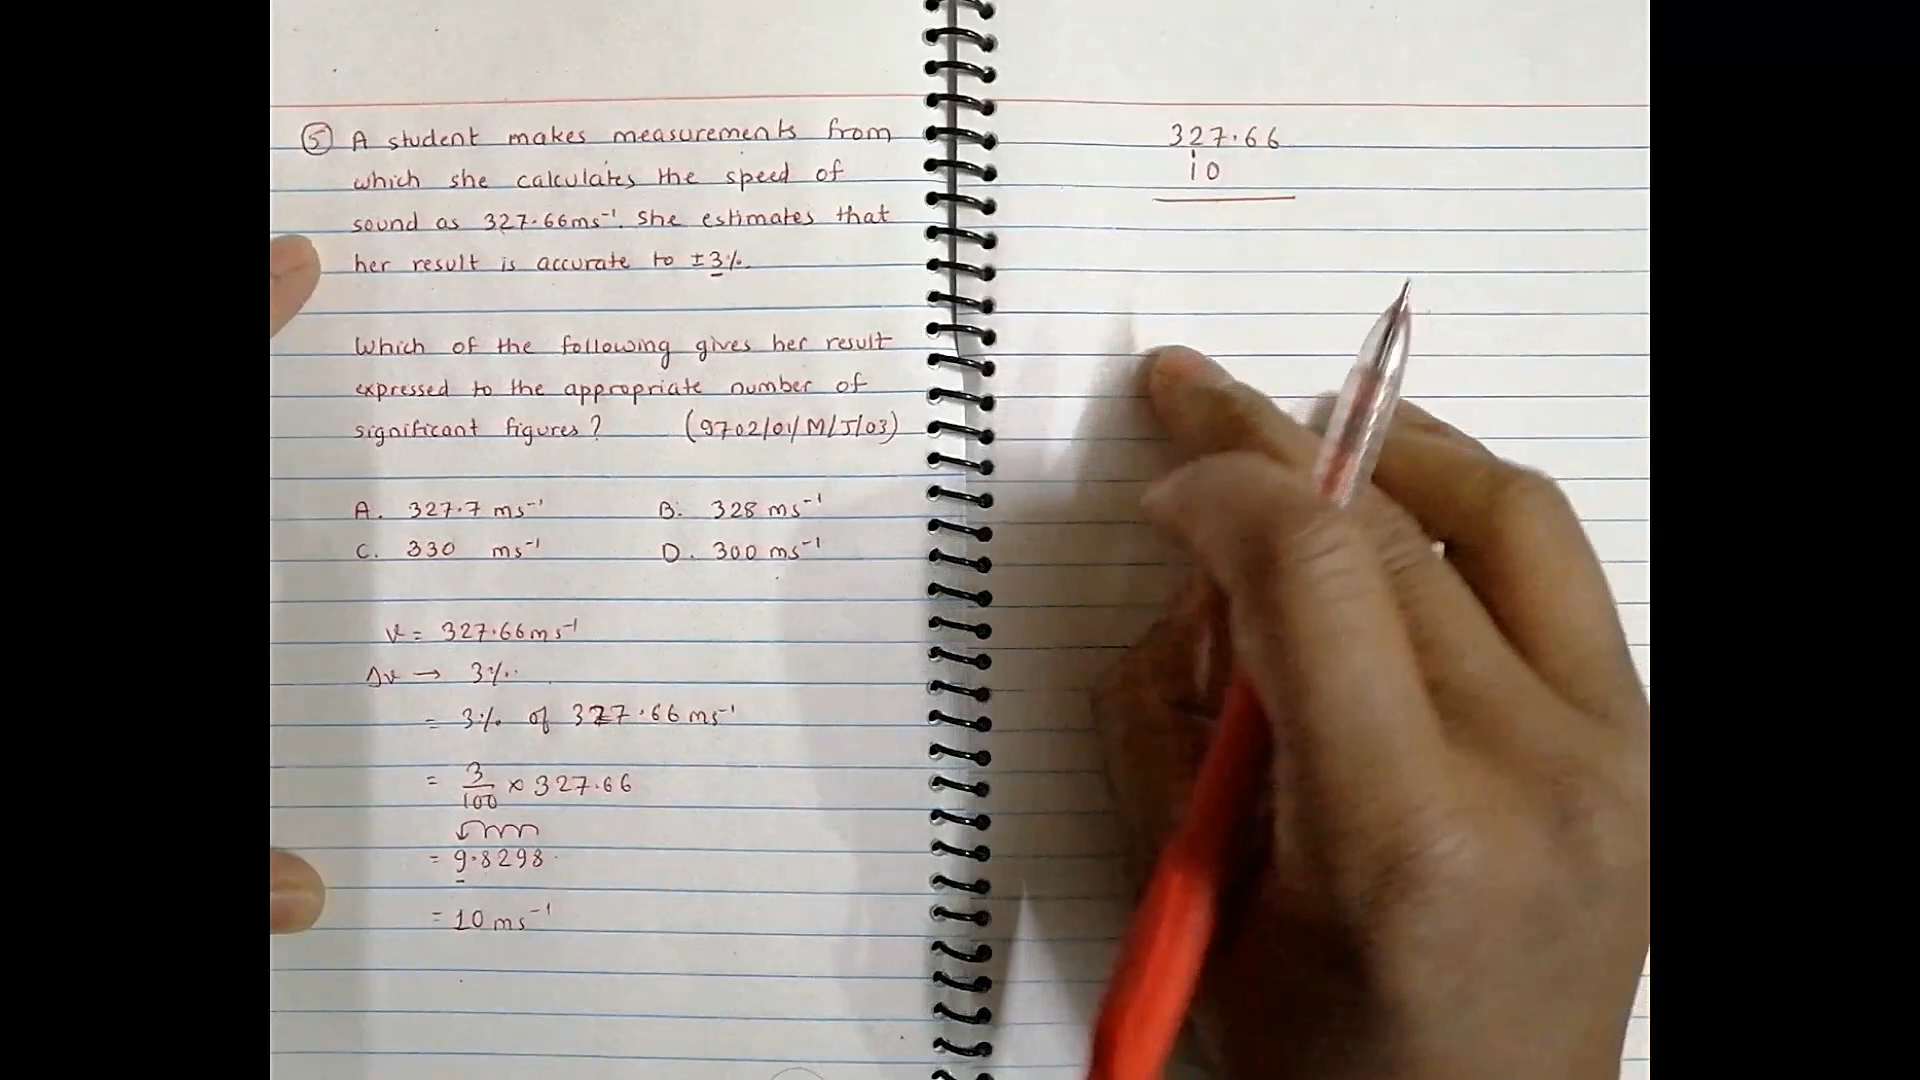 5 A student makes measurements from
which she calculates the speed of
sound as 327.66ms⁻¹. She estimates that
her result is accurate to ±3%.
Which of the following gives her result
expressed to the appropriate number of
significant figures? (9702/01/M/J/03)
A. 327.7 ms⁻¹ B. 328 ms⁻¹
C. 330 ms⁻¹ D. 300 ms⁻¹
v = 327.66ms⁻¹
Δv → 3%.
= 3% of 327.66 ms⁻¹
= 3/100 × 327.66
= 9.8298
= 10 ms⁻¹
327.66
10